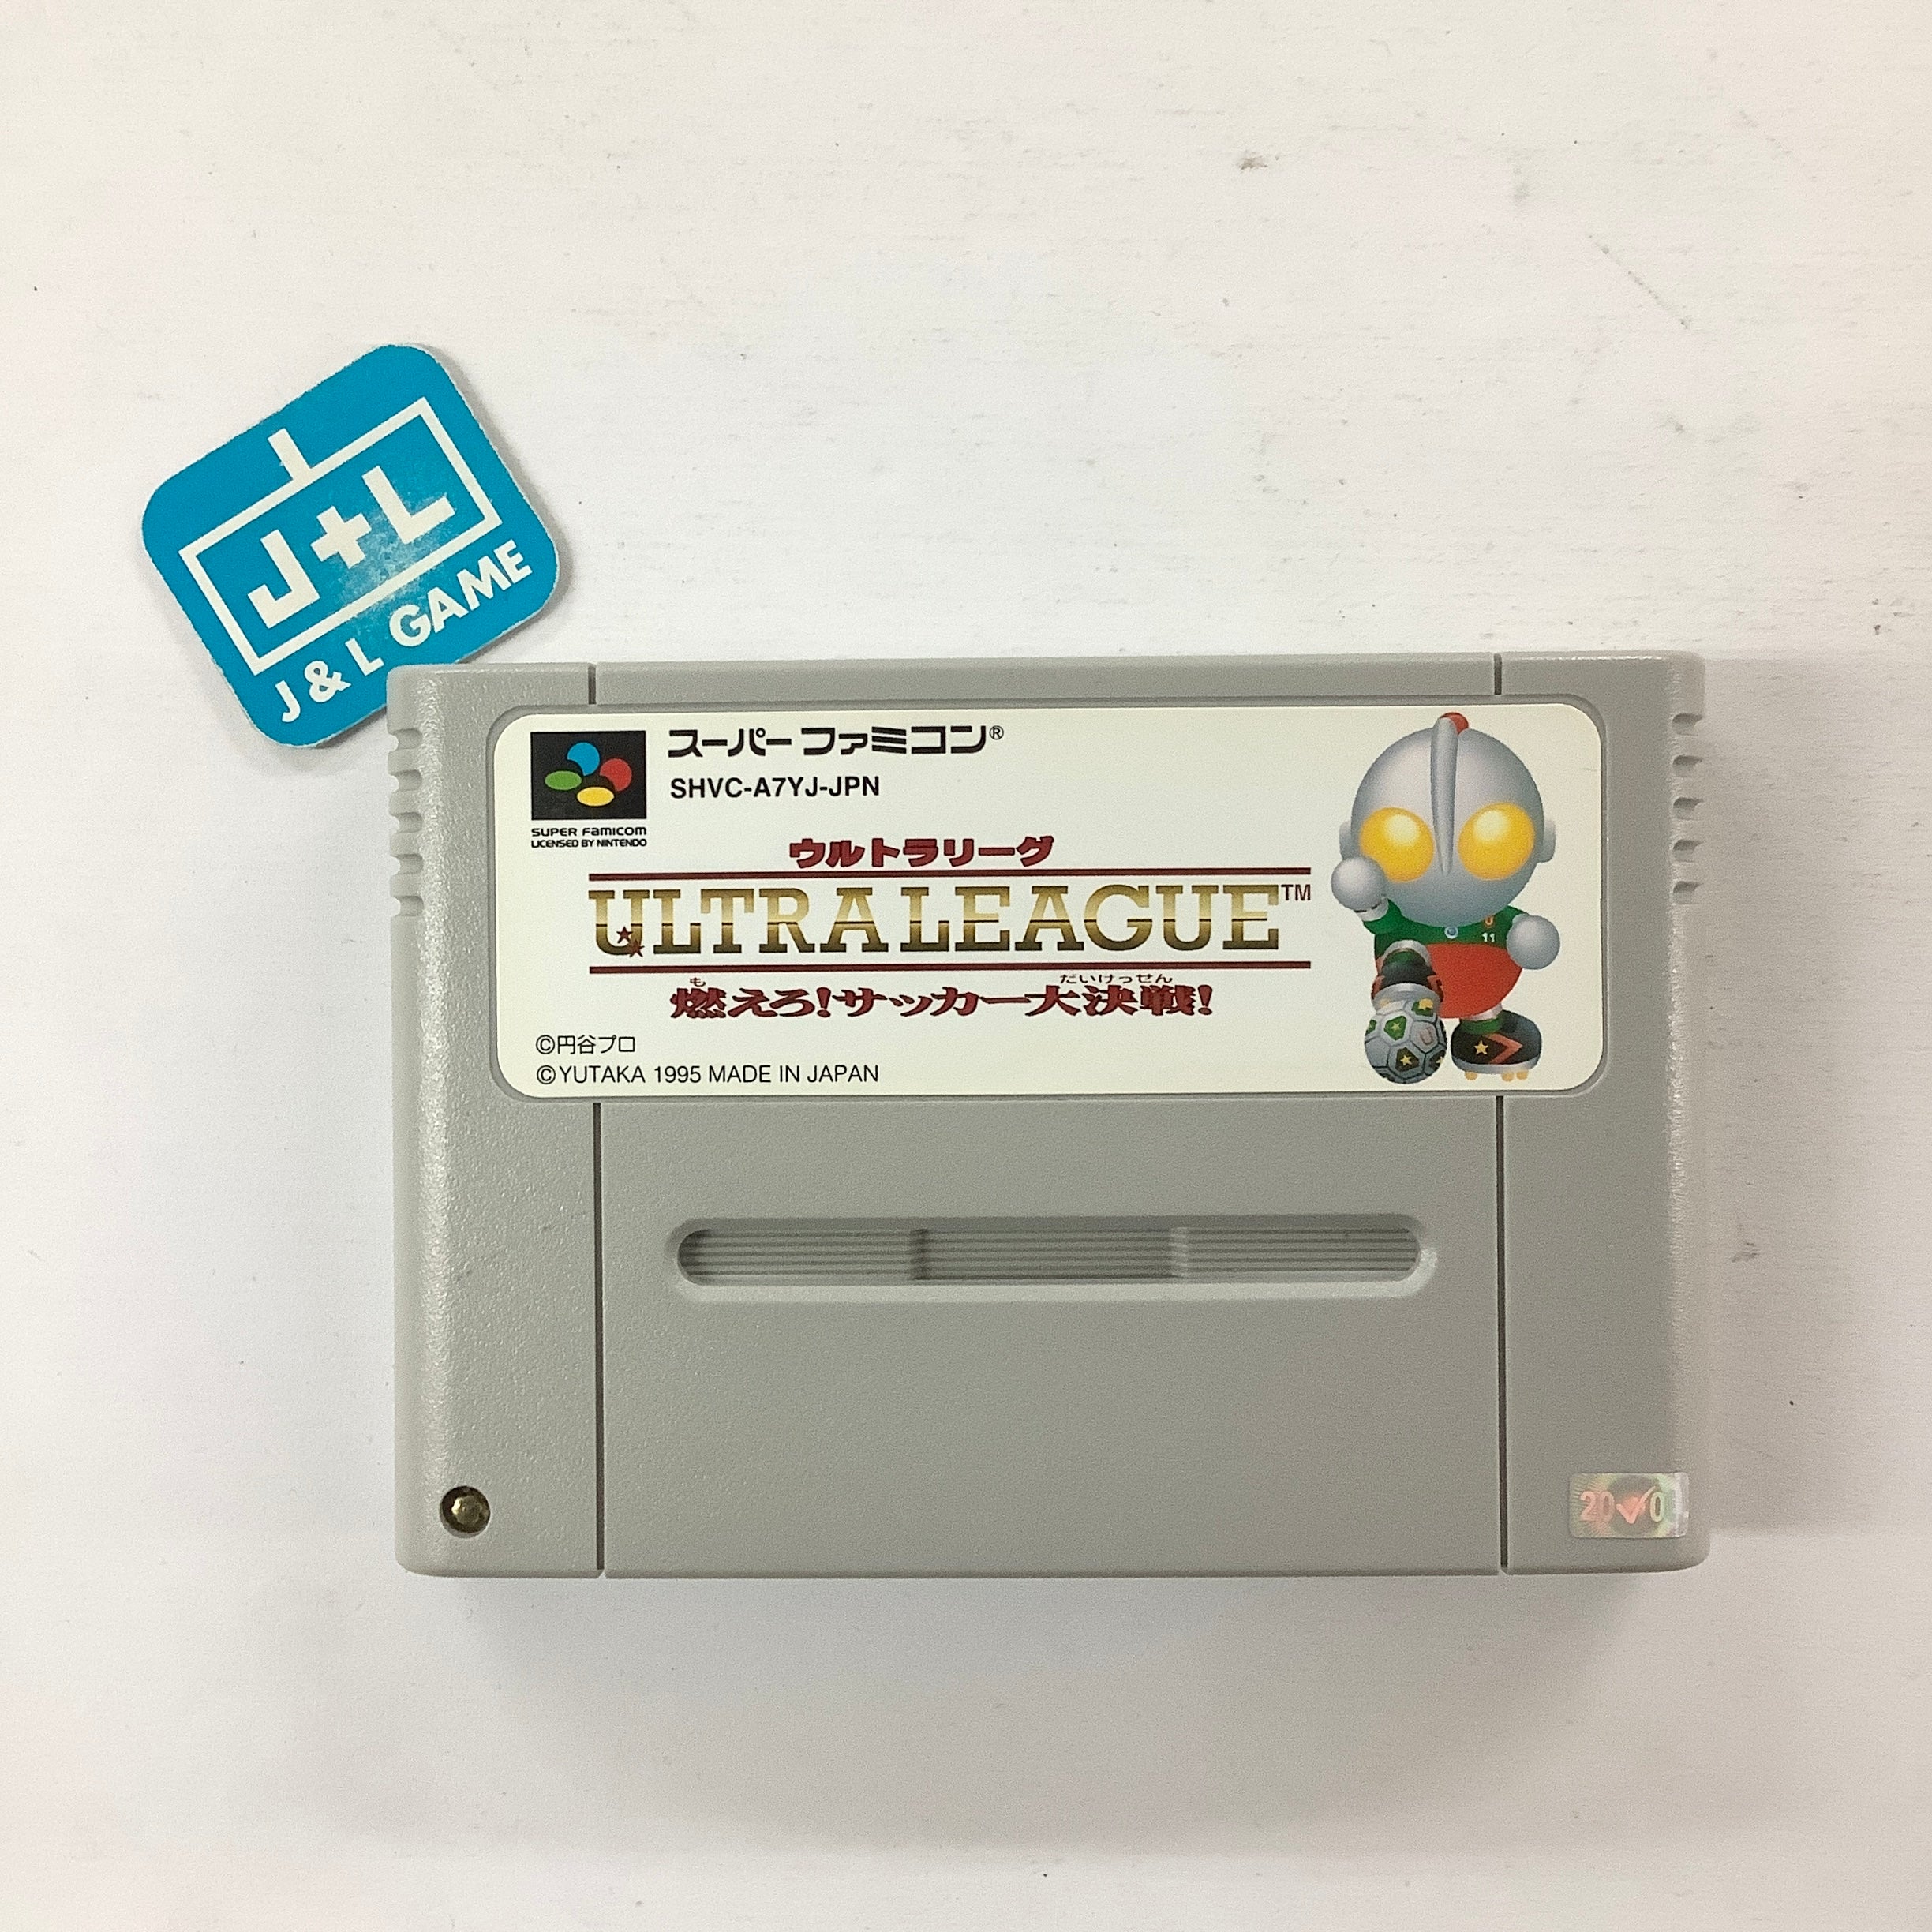 J+L
J & L GAME
スーパーファミコン®
SHVC-A7YJ-JPN
SUPER FAMICOM
LICENSED BY NINTENDO
ウルトラリーグ
ULTRA LEAGUE™
も だいけっせん
燃えろ!サッカー大決戦!
©円谷プロ
©YUTAKA 1995 MADE IN JAPAN
11